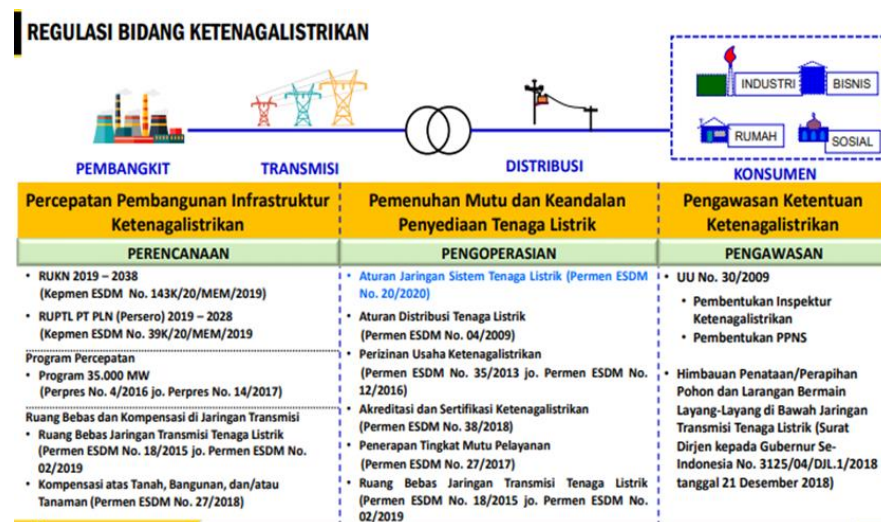 REGULASI BIDANG KETENAGALISTRIKAN
INDUSTRI
BISNIS
RUMAH
SOSIAL
PEMBANGKIT
TRANSMISI
DISTRIBUSI
KONSUMEN
Percepatan Pembangunan Infrastruktur
Ketenagalistrikan
PERENCANAAN
• RUKN 2019 – 2038
(Kepmen ESDM No. 143K/20/MEM/2019)
• RUPTL PT PLN (Persero) 2019 – 2028
(Kepmen ESDM No. 39K/20/MEM/2019
Program Percepatan
• Program 35.000 MW
(Perpres No. 4/2016 jo. Perpres No. 14/2017)
Ruang Bebas dan Kompensasi di Jaringan Transmisi
• Ruang Bebas Jaringan Transmisi Tenaga Listrik
(Permen ESDM No. 18/2015 jo. Permen ESDM No.
02/2019
• Kompensasi atas Tanah, Bangunan, dan/atau
Tanaman (Permen ESDM No. 27/2018)
Pemenuhan Mutu dan Keandalan
Penyediaan Tenaga Listrik
PENGOPERASIAN
• Aturan Jaringan Sistem Tenaga Listrik (Permen ESDM
No. 20/2020)
• Aturan Distribusi Tenaga Listrik
(Permen ESDM No. 04/2009)
• Perizinan Usaha Ketenagalistrikan
(Permen ESDM No. 35/2013 jo. Permen ESDM No.
12/2016)
• Akreditasi dan Sertifikasi Ketenagalistrikan
(Permen ESDM No. 38/2018)
• Penerapan Tingkat Mutu Pelayanan
(Permen ESDM No. 27/2017)
• Ruang Bebas Jaringan Transmisi Tenaga Listrik
(Permen ESDM No. 18/2015 jo. Permen ESDM No.
02/2019
Pengawasan Ketentuan
Ketenagalistrikan
PENGAWASAN
• UU No. 30/2009
• Pembentukan Inspektur
Ketenagalistrikan
• Pembentukan PPNS
• Himbauan Penataan/Perapihan
Pohon dan Larangan Bermain
Layang-Layang di Bawah Jaringan
Transmisi Tenaga Listrik (Surat
Dirjen kepada Gubernur Se-
Indonesia No. 3125/04/DJL.1/2018
tanggal 21 Desember 2018)